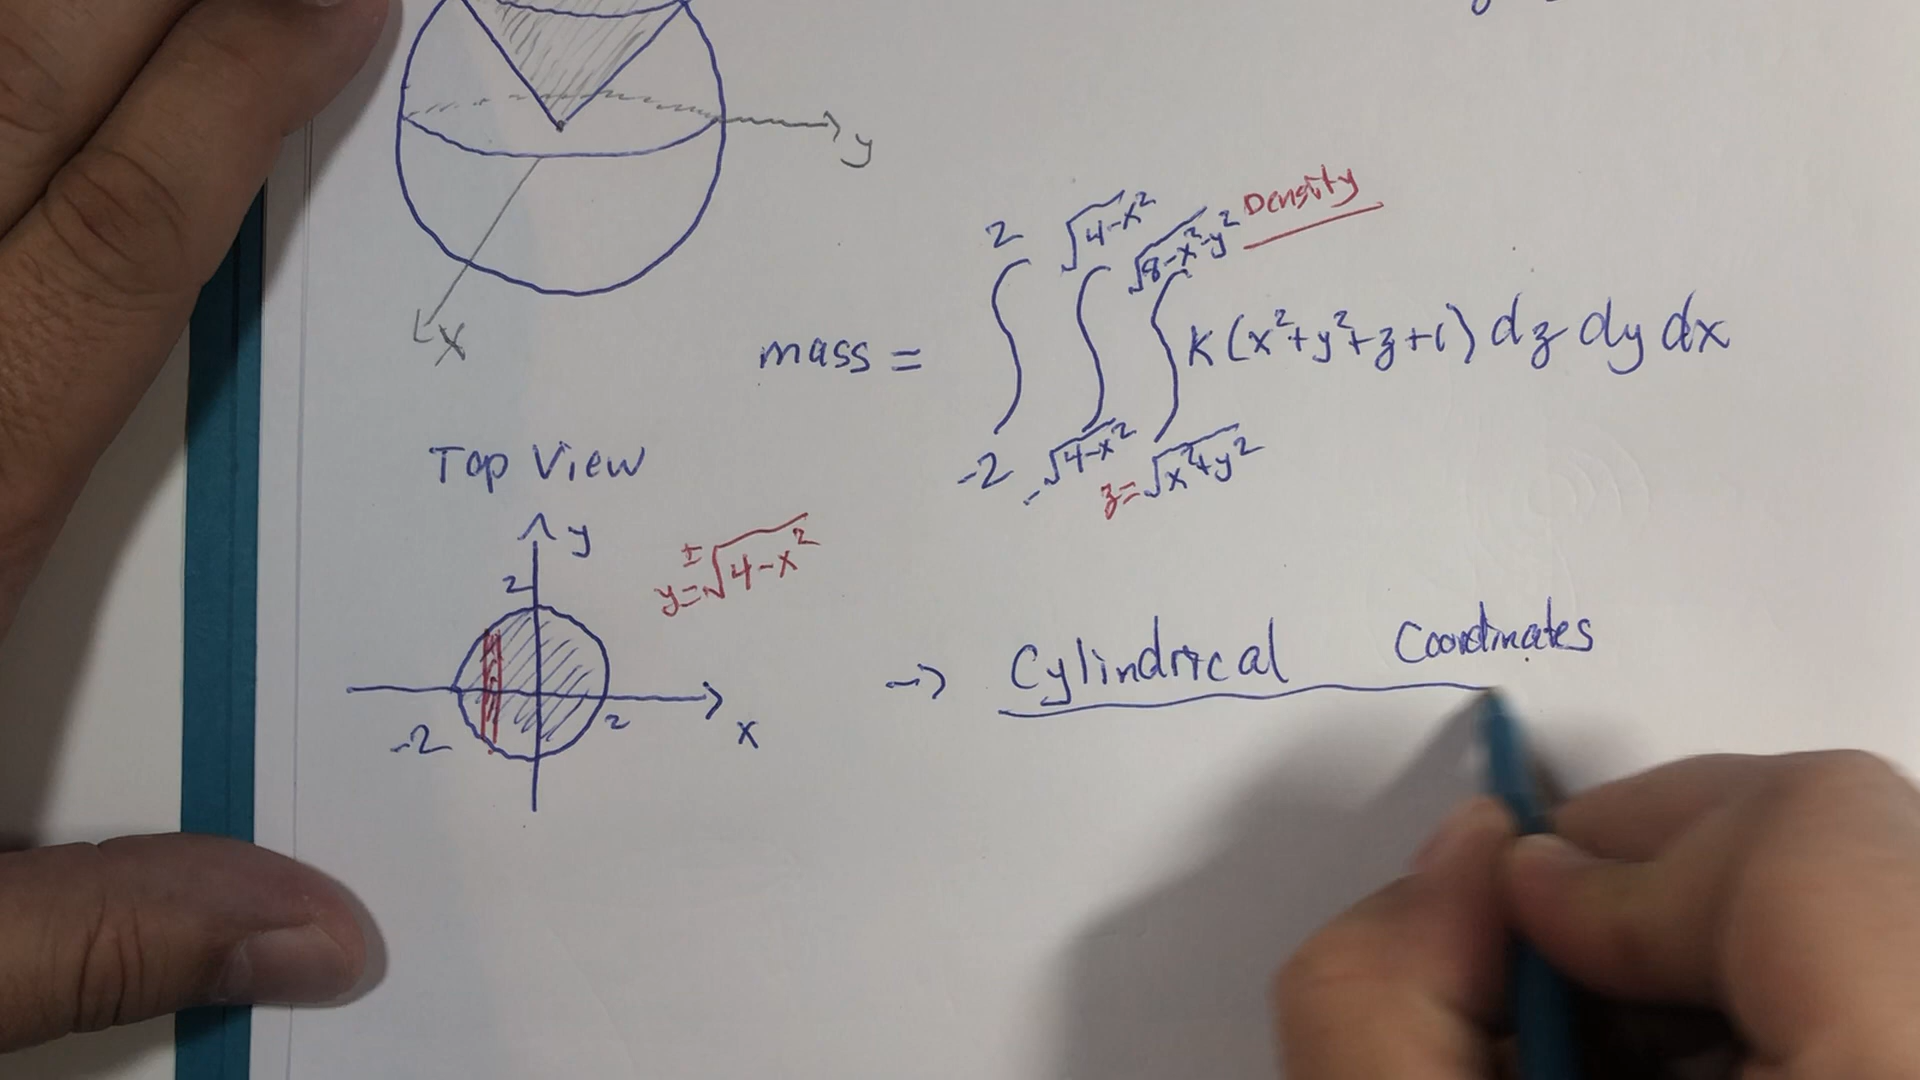 y
x
Density
mass = ∫_{-2}^{2} ∫_{-√(4-x²)}^{√(4-x²)} ∫_{z=√(x²+y²)}^{√(8-x²-y²)} K(x²+y²+z+1) dz dy dx
Top View
y
2
y=±√(4-x²)
-2
2
x
→ Cylindrical Coordinates